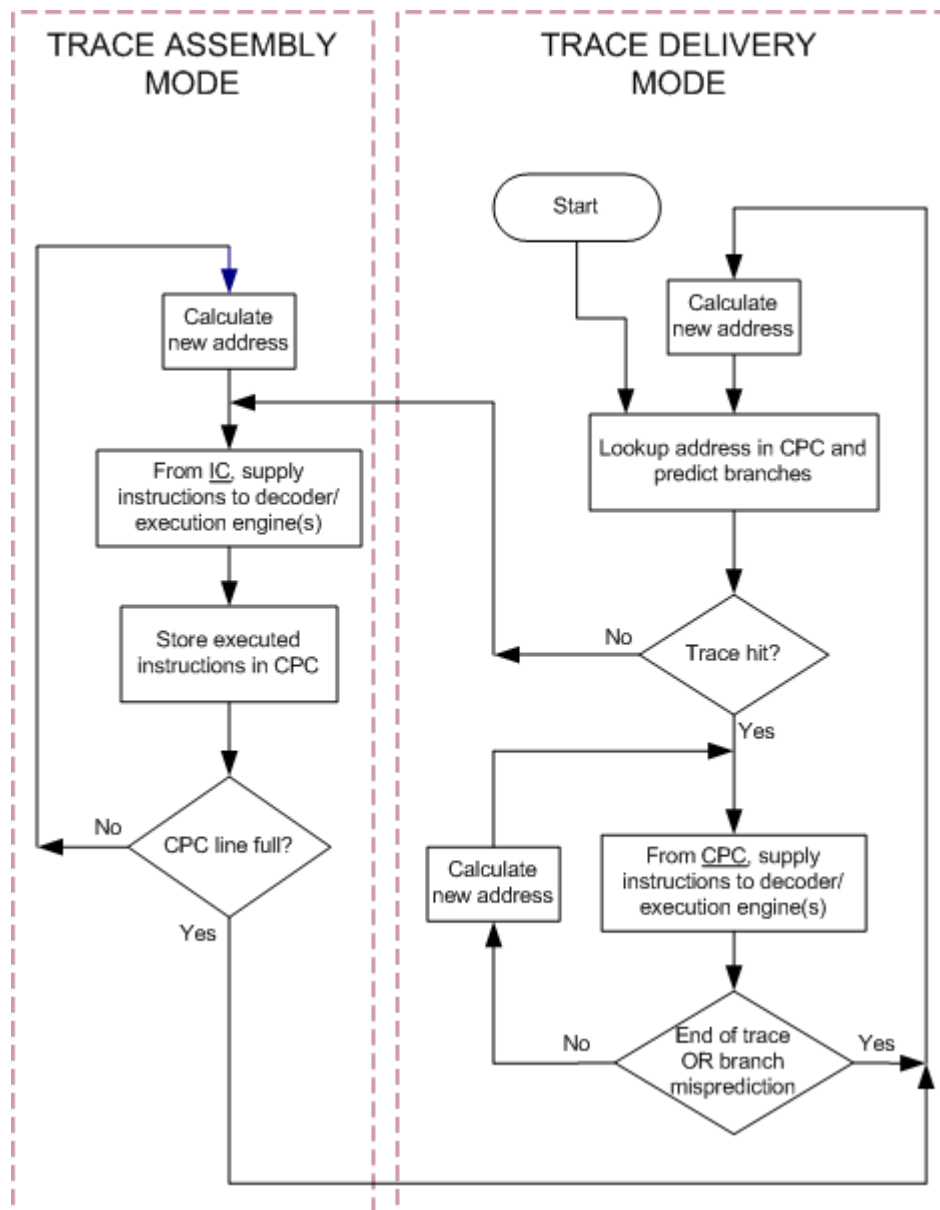 TRACE ASSEMBLY
MODE
Calculate
new address
From IC, supply
instructions to decoder/
execution engine(s)
Store executed
instructions in CPC
No
CPC line full?
Yes
TRACE DELIVERY
MODE
Start
Calculate
new address
Lookup address in CPC and
predict branches
No
Trace hit?
Yes
Calculate
new address
From CPC, supply
instructions to decoder/
execution engine(s)
No
End of trace
OR branch
misprediction
Yes